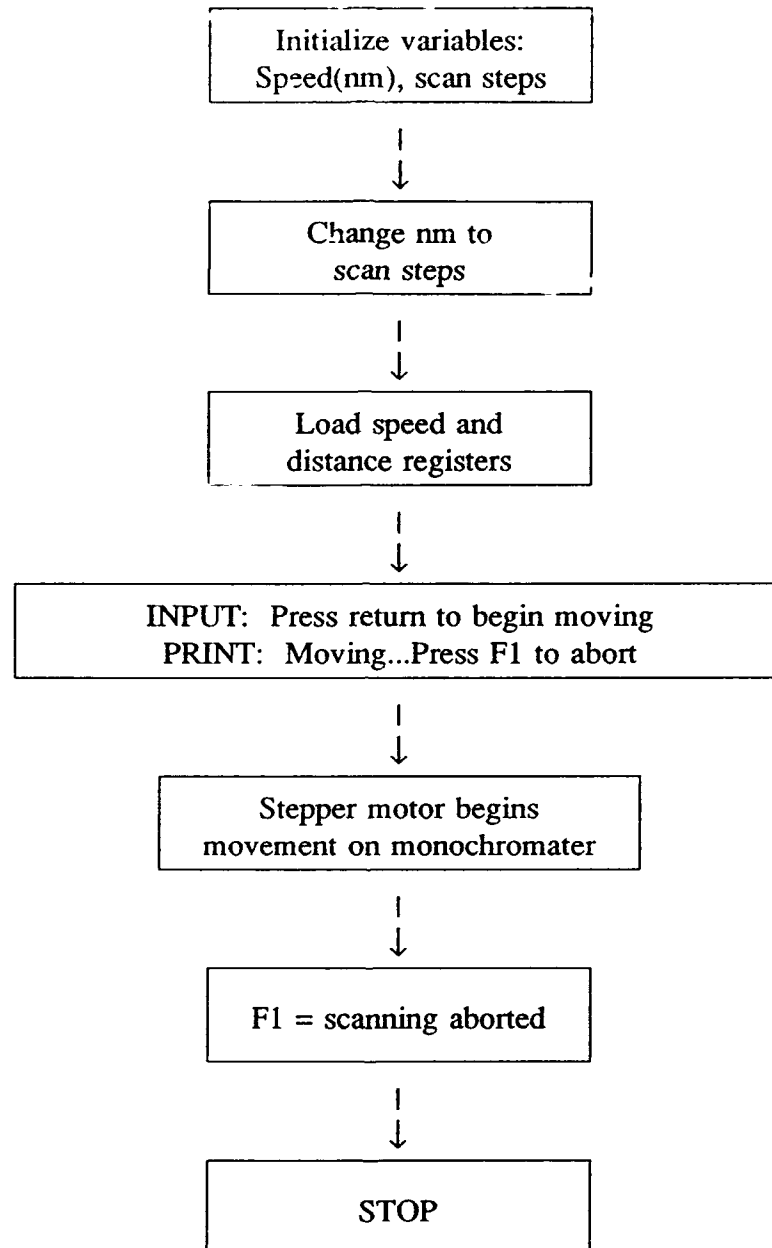 Initialize variables:
Speed(nm), scan steps
Change nm to
scan steps
Load speed and
distance registers
INPUT: Press return to begin moving
PRINT: Moving...Press F1 to abort
Stepper motor begins
movement on monochromater
F1 = scanning aborted
STOP